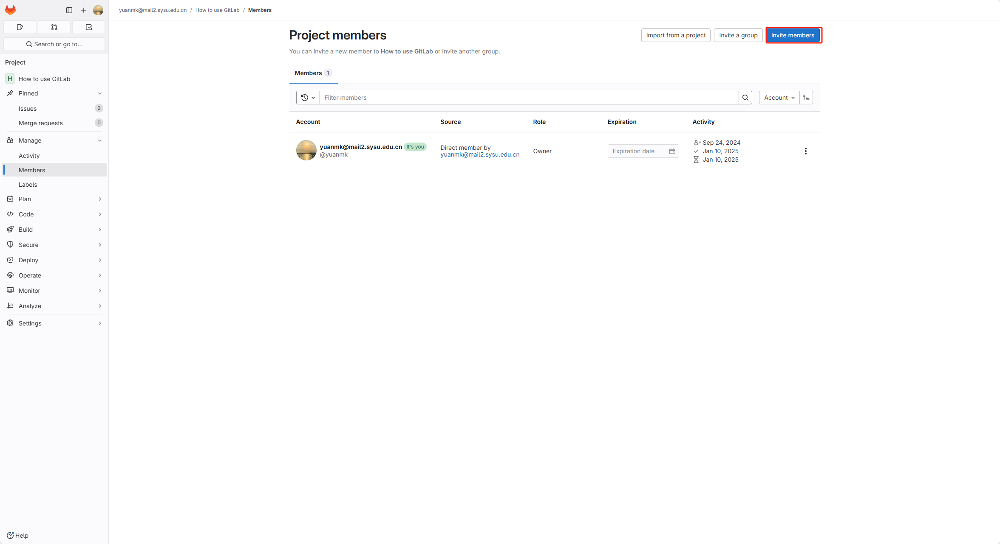 yuanmk@mail2.sysu.edu.cn / How to use GitLab / Members
Search or go to...
Project
H How to use GitLab
Pinned
Issues 2
Merge requests 0
Manage
Activity
Members
Labels
Plan
Code
Build
Secure
Deploy
Operate
Monitor
Analyze
Settings
Help
Project members
Import from a project
Invite a group
Invite members
You can invite a new member to How to use GitLab or invite another group.
Members 1
Filter members
Account
Account Source Role Expiration Activity
yuanmk@mail2.sysu.edu.cn It's you
@yuanmk
Direct member by
yuanmk@mail2.sysu.edu.cn
Owner
Expiration date
Sep 24, 2024
Jan 10, 2025
Jan 10, 2025